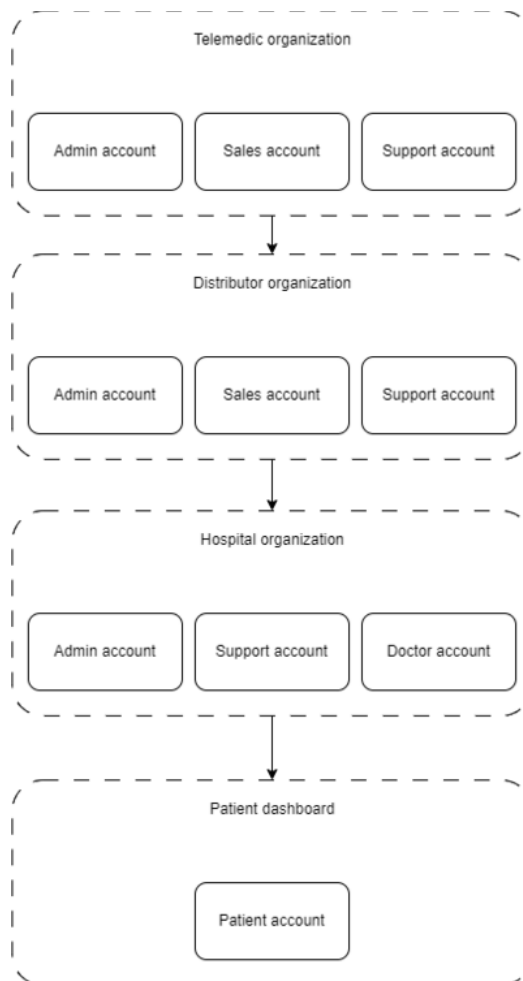 Telemedic organization
Admin account
Sales account
Support account
Distributor organization
Admin account
Sales account
Support account
Hospital organization
Admin account
Support account
Doctor account
Patient dashboard
Patient account